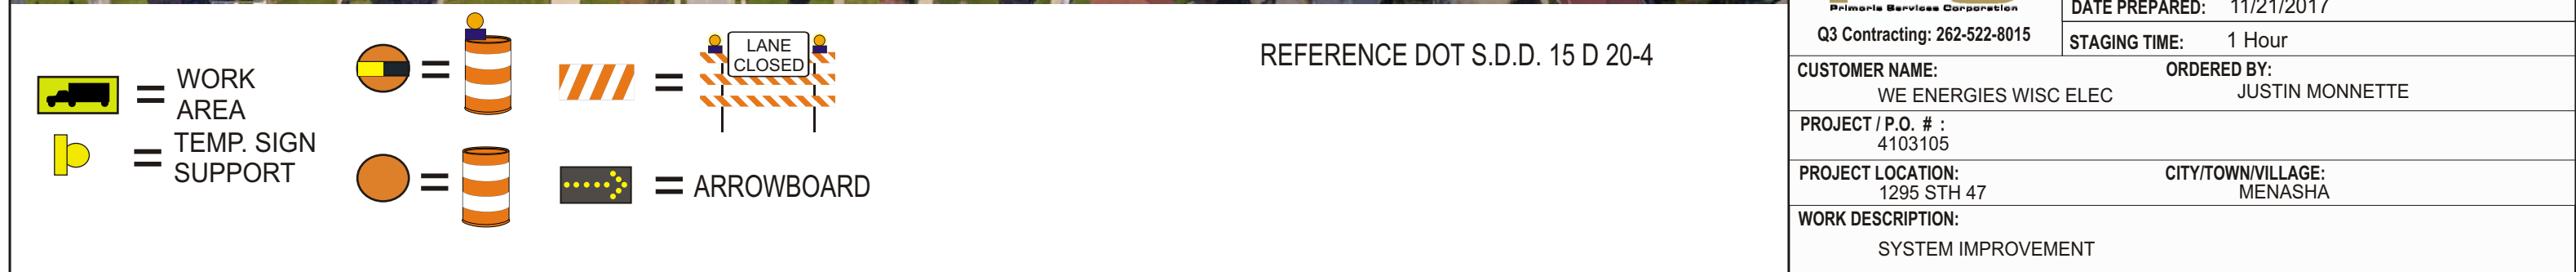 = WORK
AREA
= TEMP. SIGN
SUPPORT
=
=
LANE
CLOSED
=
= ARROWBOARD
REFERENCE DOT S.D.D. 15 D 20-4
Primoris Services Corporation
Q3 Contracting: 262-522-8015
DATE PREPARED: 11/21/2017
STAGING TIME: 1 Hour
CUSTOMER NAME:
WE ENERGIES WISC ELEC
ORDERED BY:
JUSTIN MONNETTE
PROJECT / P.O. # :
4103105
PROJECT LOCATION:
1295 STH 47
CITY/TOWN/VILLAGE:
MENASHA
WORK DESCRIPTION:
SYSTEM IMPROVEMENT